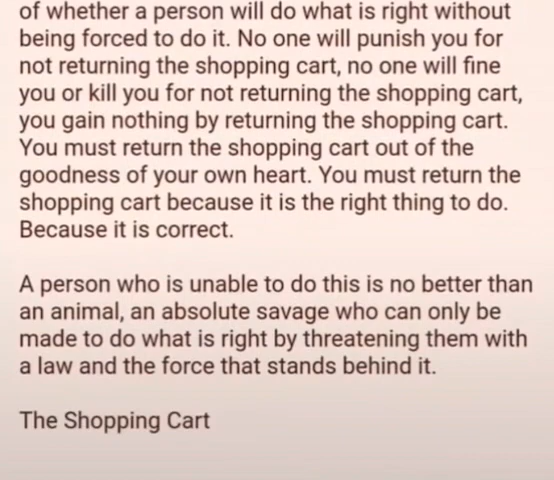 of whether a person will do what is right without
being forced to do it. No one will punish you for
not returning the shopping cart, no one will fine
you or kill you for not returning the shopping cart,
you gain nothing by returning the shopping cart.
You must return the shopping cart out of the
goodness of your own heart. You must return the
shopping cart because it is the right thing to do.
Because it is correct.
A person who is unable to do this is no better than
an animal, an absolute savage who can only be
made to do what is right by threatening them with
a law and the force that stands behind it.
The Shopping Cart